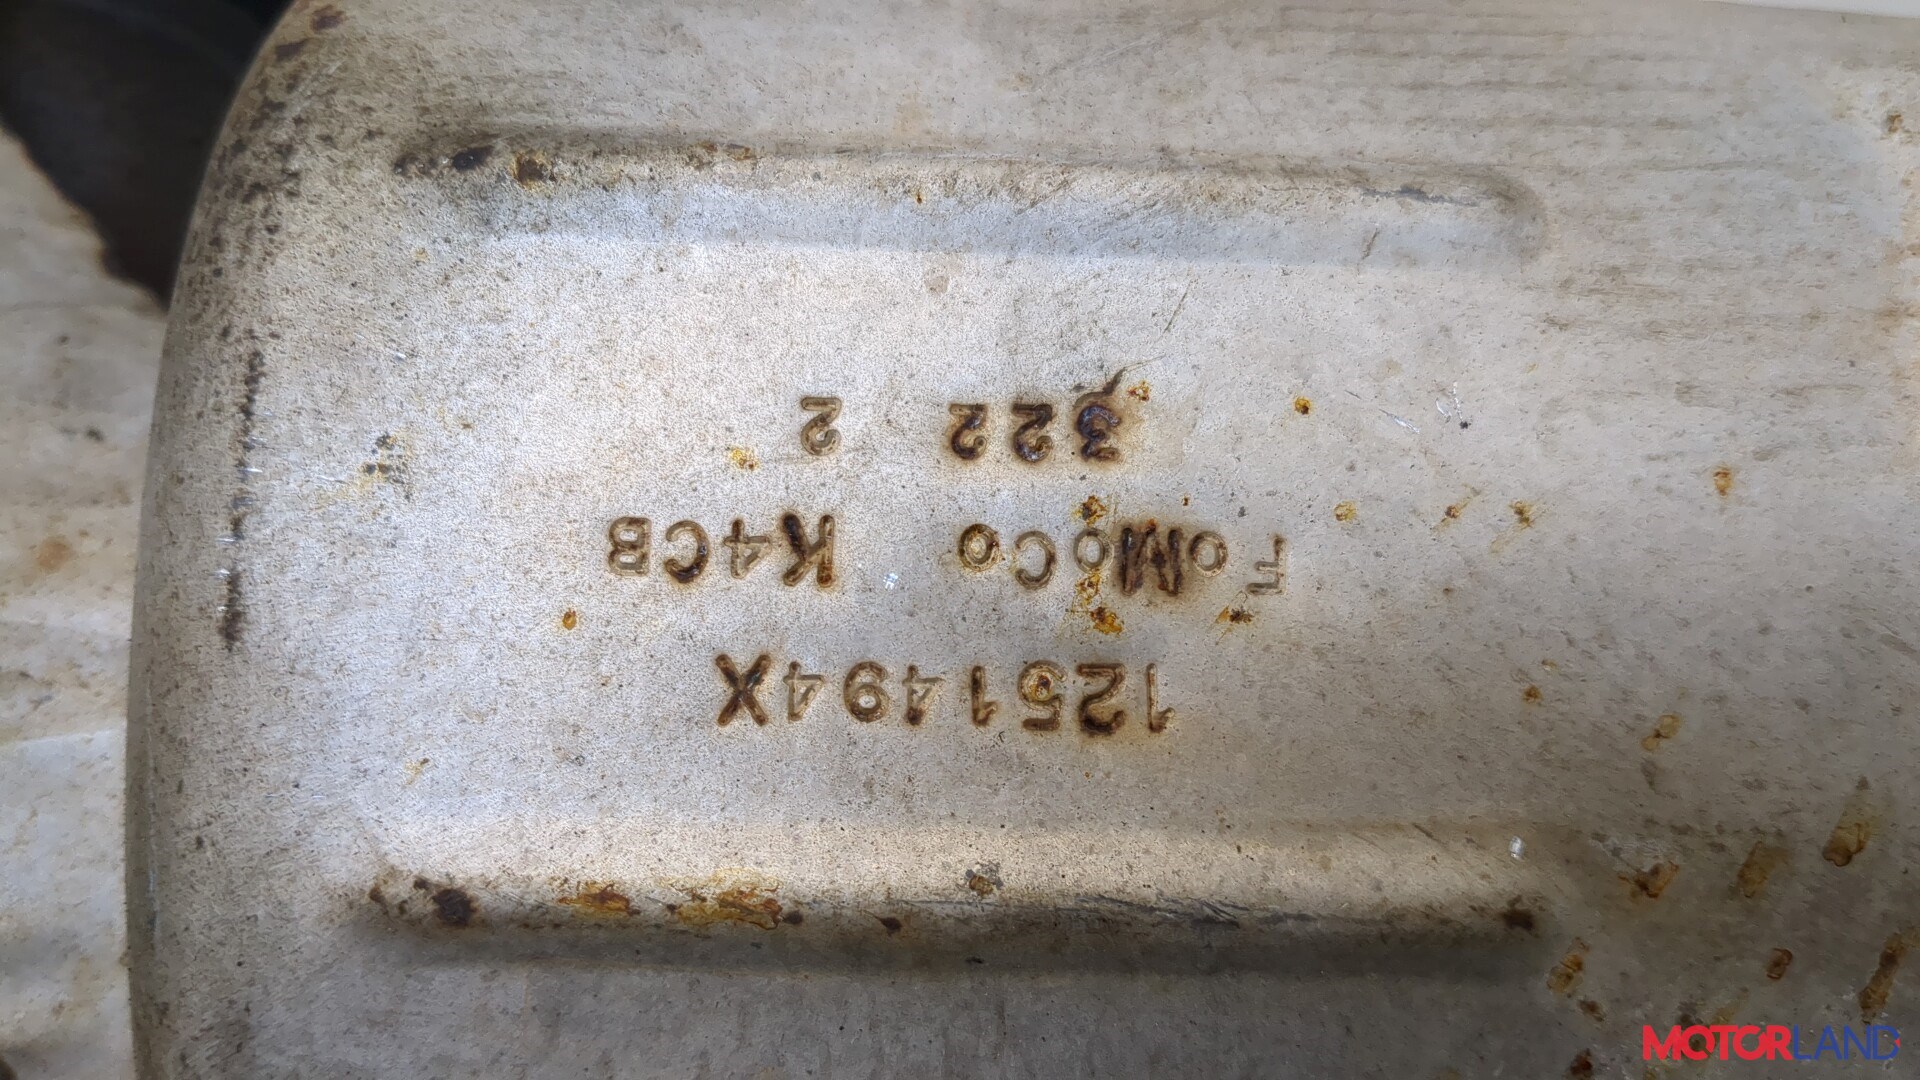 1251494X
FoMoCo K4CB
322 2
MOTORLAND